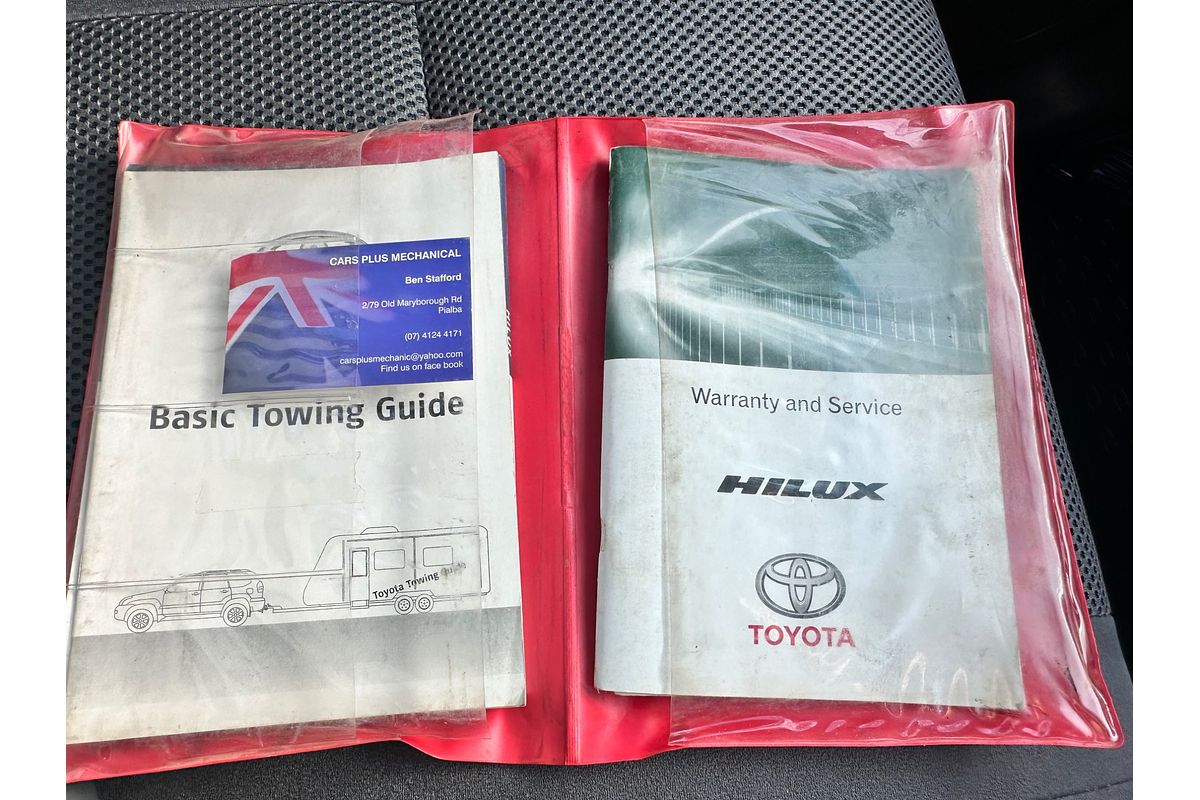 CARS PLUS MECHANICAL
Ben Stafford
2/79 Old Maryborough Rd
Pialba
(07) 4124 4171
carsplusmechanic@yahoo.com
Find us on face book
Basic Towing Guide
Toyota Towing Guide
Warranty and Service
HILUX
TOYOTA